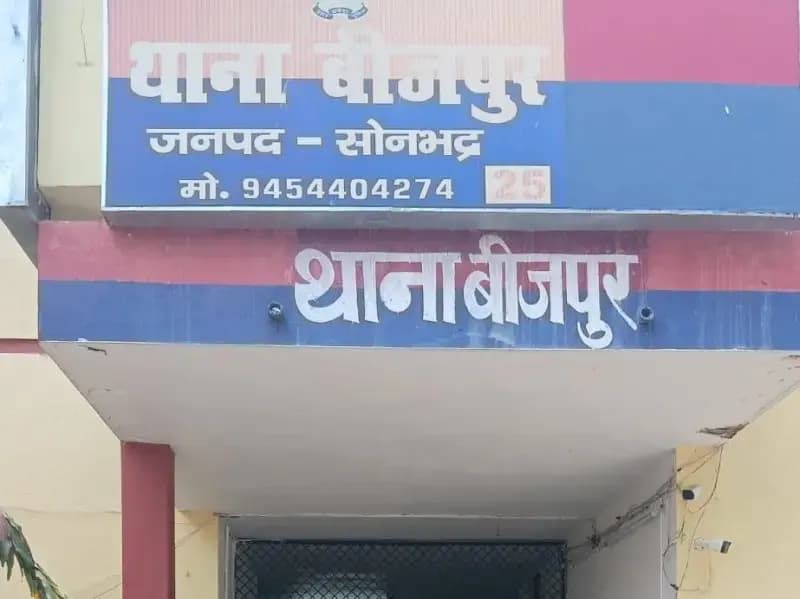 थाना बीजपुर
जनपद - सोनभद्र
मो. 9454404274 25
थाना बीजपुर